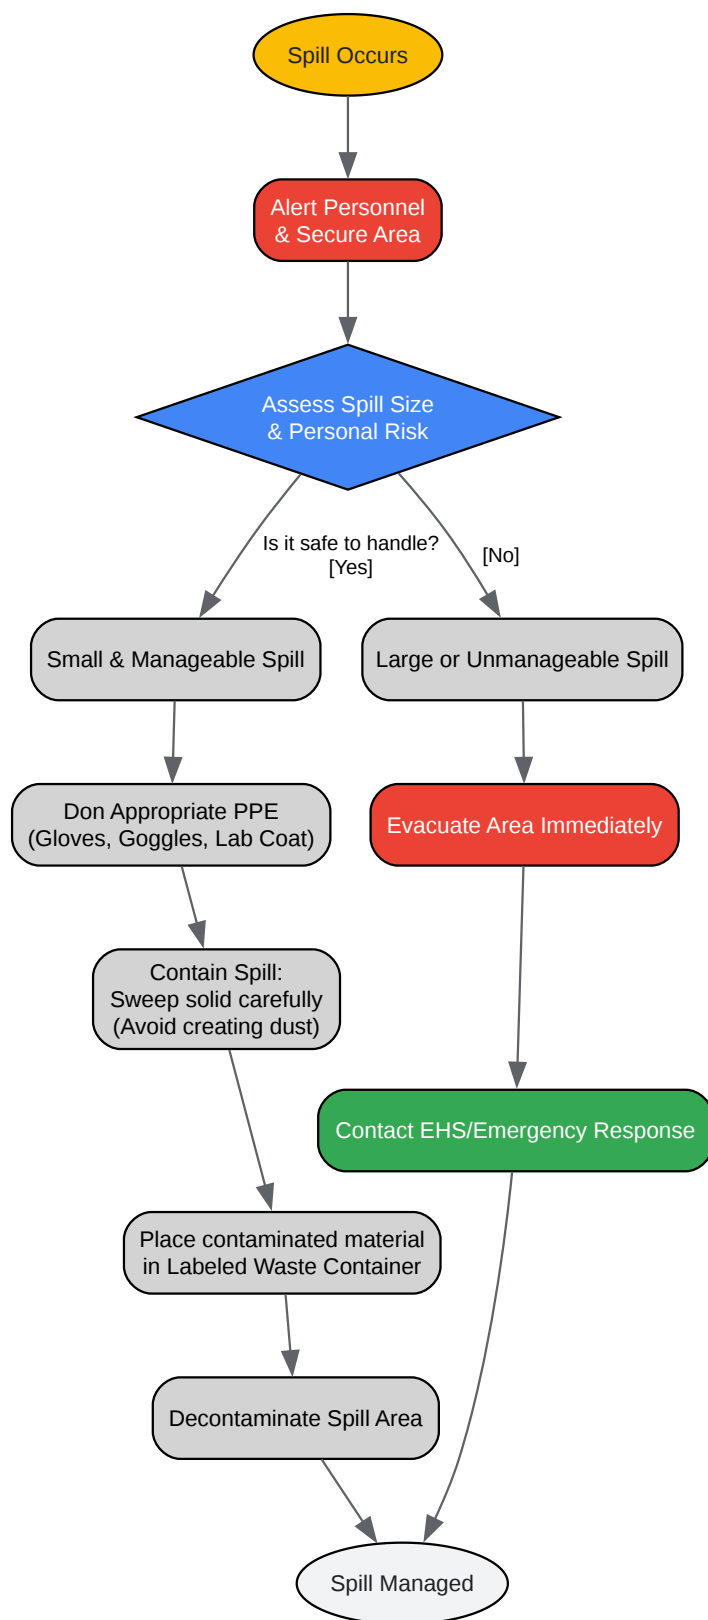 Spill Occurs
Alert Personnel
& Secure Area
Assess Spill Size
& Personal Risk
Is it safe to handle?
[Yes]
[No]
Small & Manageable Spill
Large or Unmanageable Spill
Don Appropriate PPE
(Gloves, Goggles, Lab Coat)
Evacuate Area Immediately
Contain Spill:
Sweep solid carefully
(Avoid creating dust)
Contact EHS/Emergency Response
Place contaminated material
in Labeled Waste Container
Decontaminate Spill Area
Spill Managed